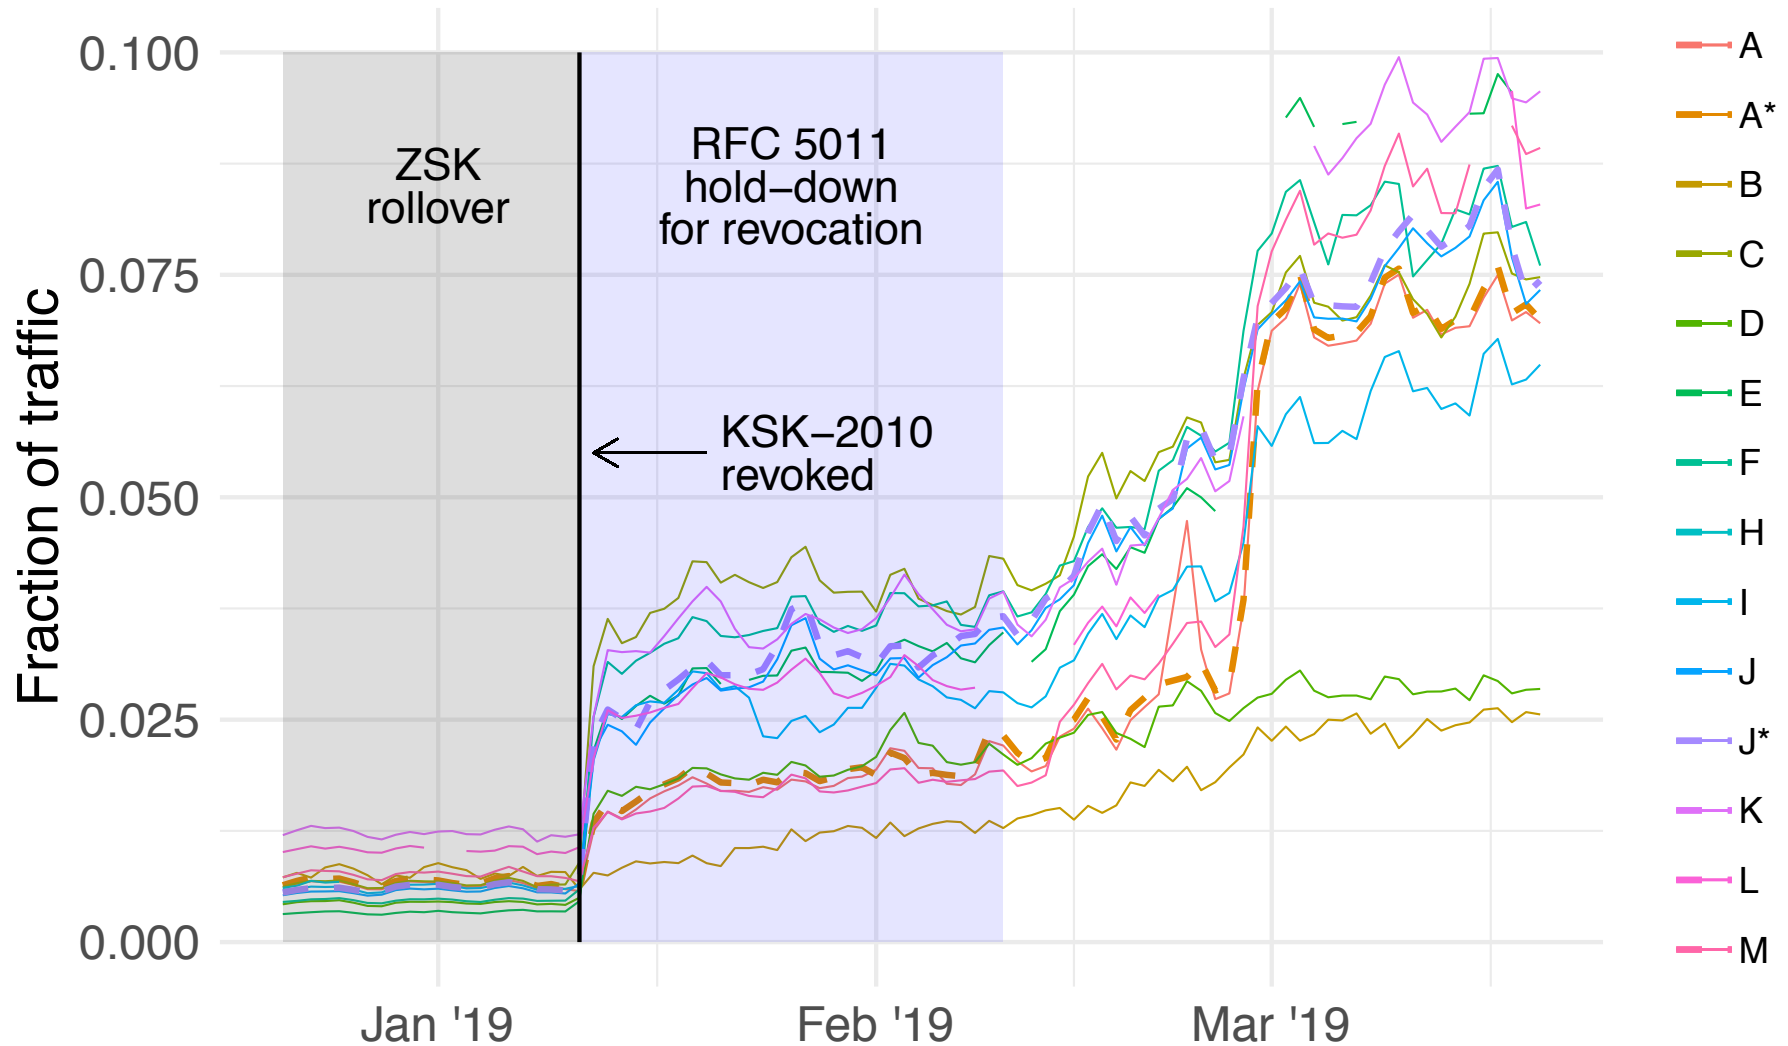 0.100
0.075
0.050
0.025
0.000
Fraction of traffic
ZSK
rollover
RFC 5011
hold−down
for revocation
KSK−2010
revoked
Jan '19
Feb '19
Mar '19
A
A*
B
C
D
E
F
H
I
J
J*
K
L
M